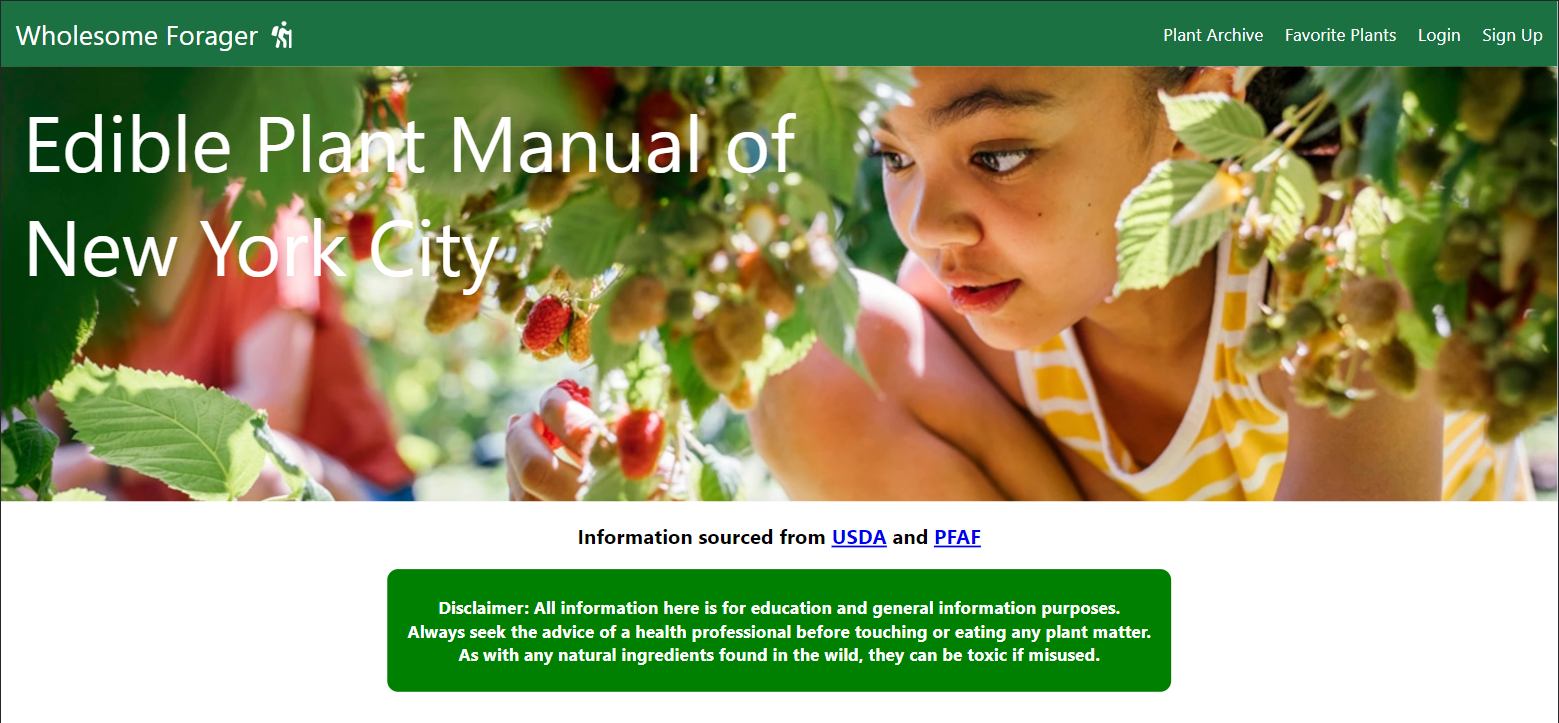 Wholesome Forager
Plant Archive Favorite Plants Login Sign Up
Edible Plant Manual of
New York City
Information sourced from USDA and PFAF
Disclaimer: All information here is for education and general information purposes.
Always seek the advice of a health professional before touching or eating any plant matter.
As with any natural ingredients found in the wild, they can be toxic if misused.